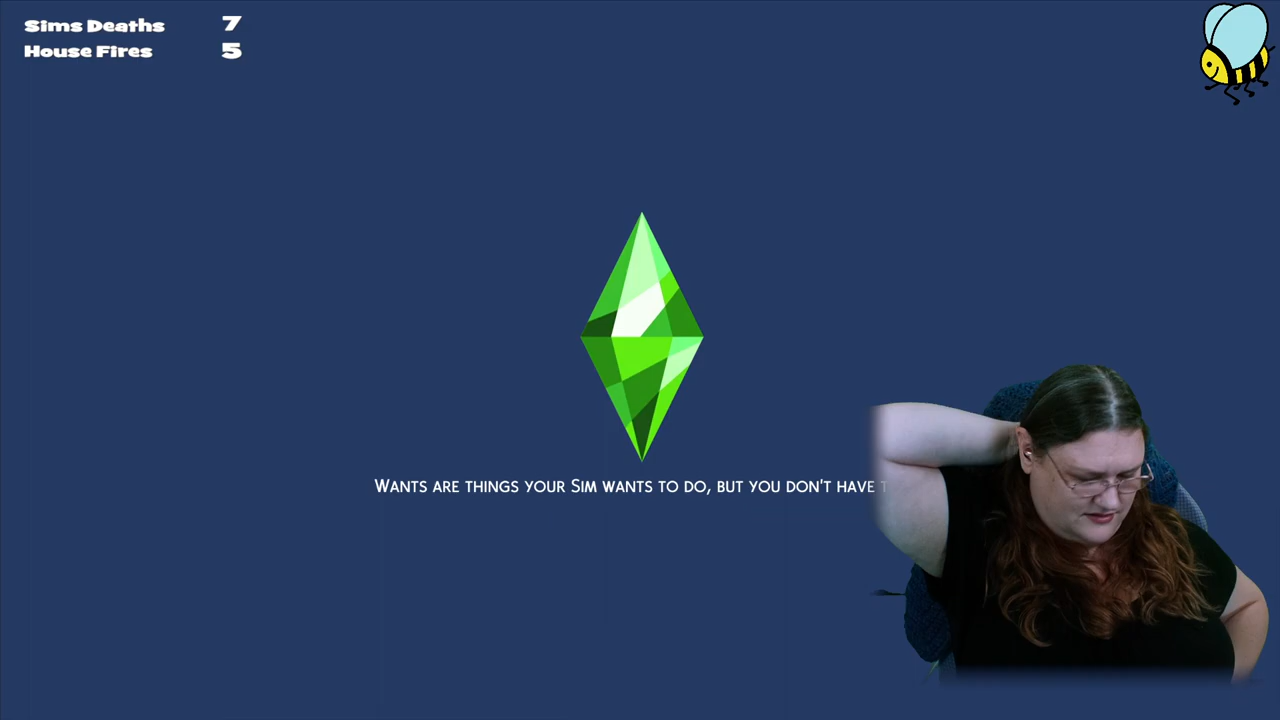 Sims Deaths 7
House Fires 5
WANTS ARE THINGS YOUR SIM WANTS TO DO, BUT YOU DON'T HAVE T